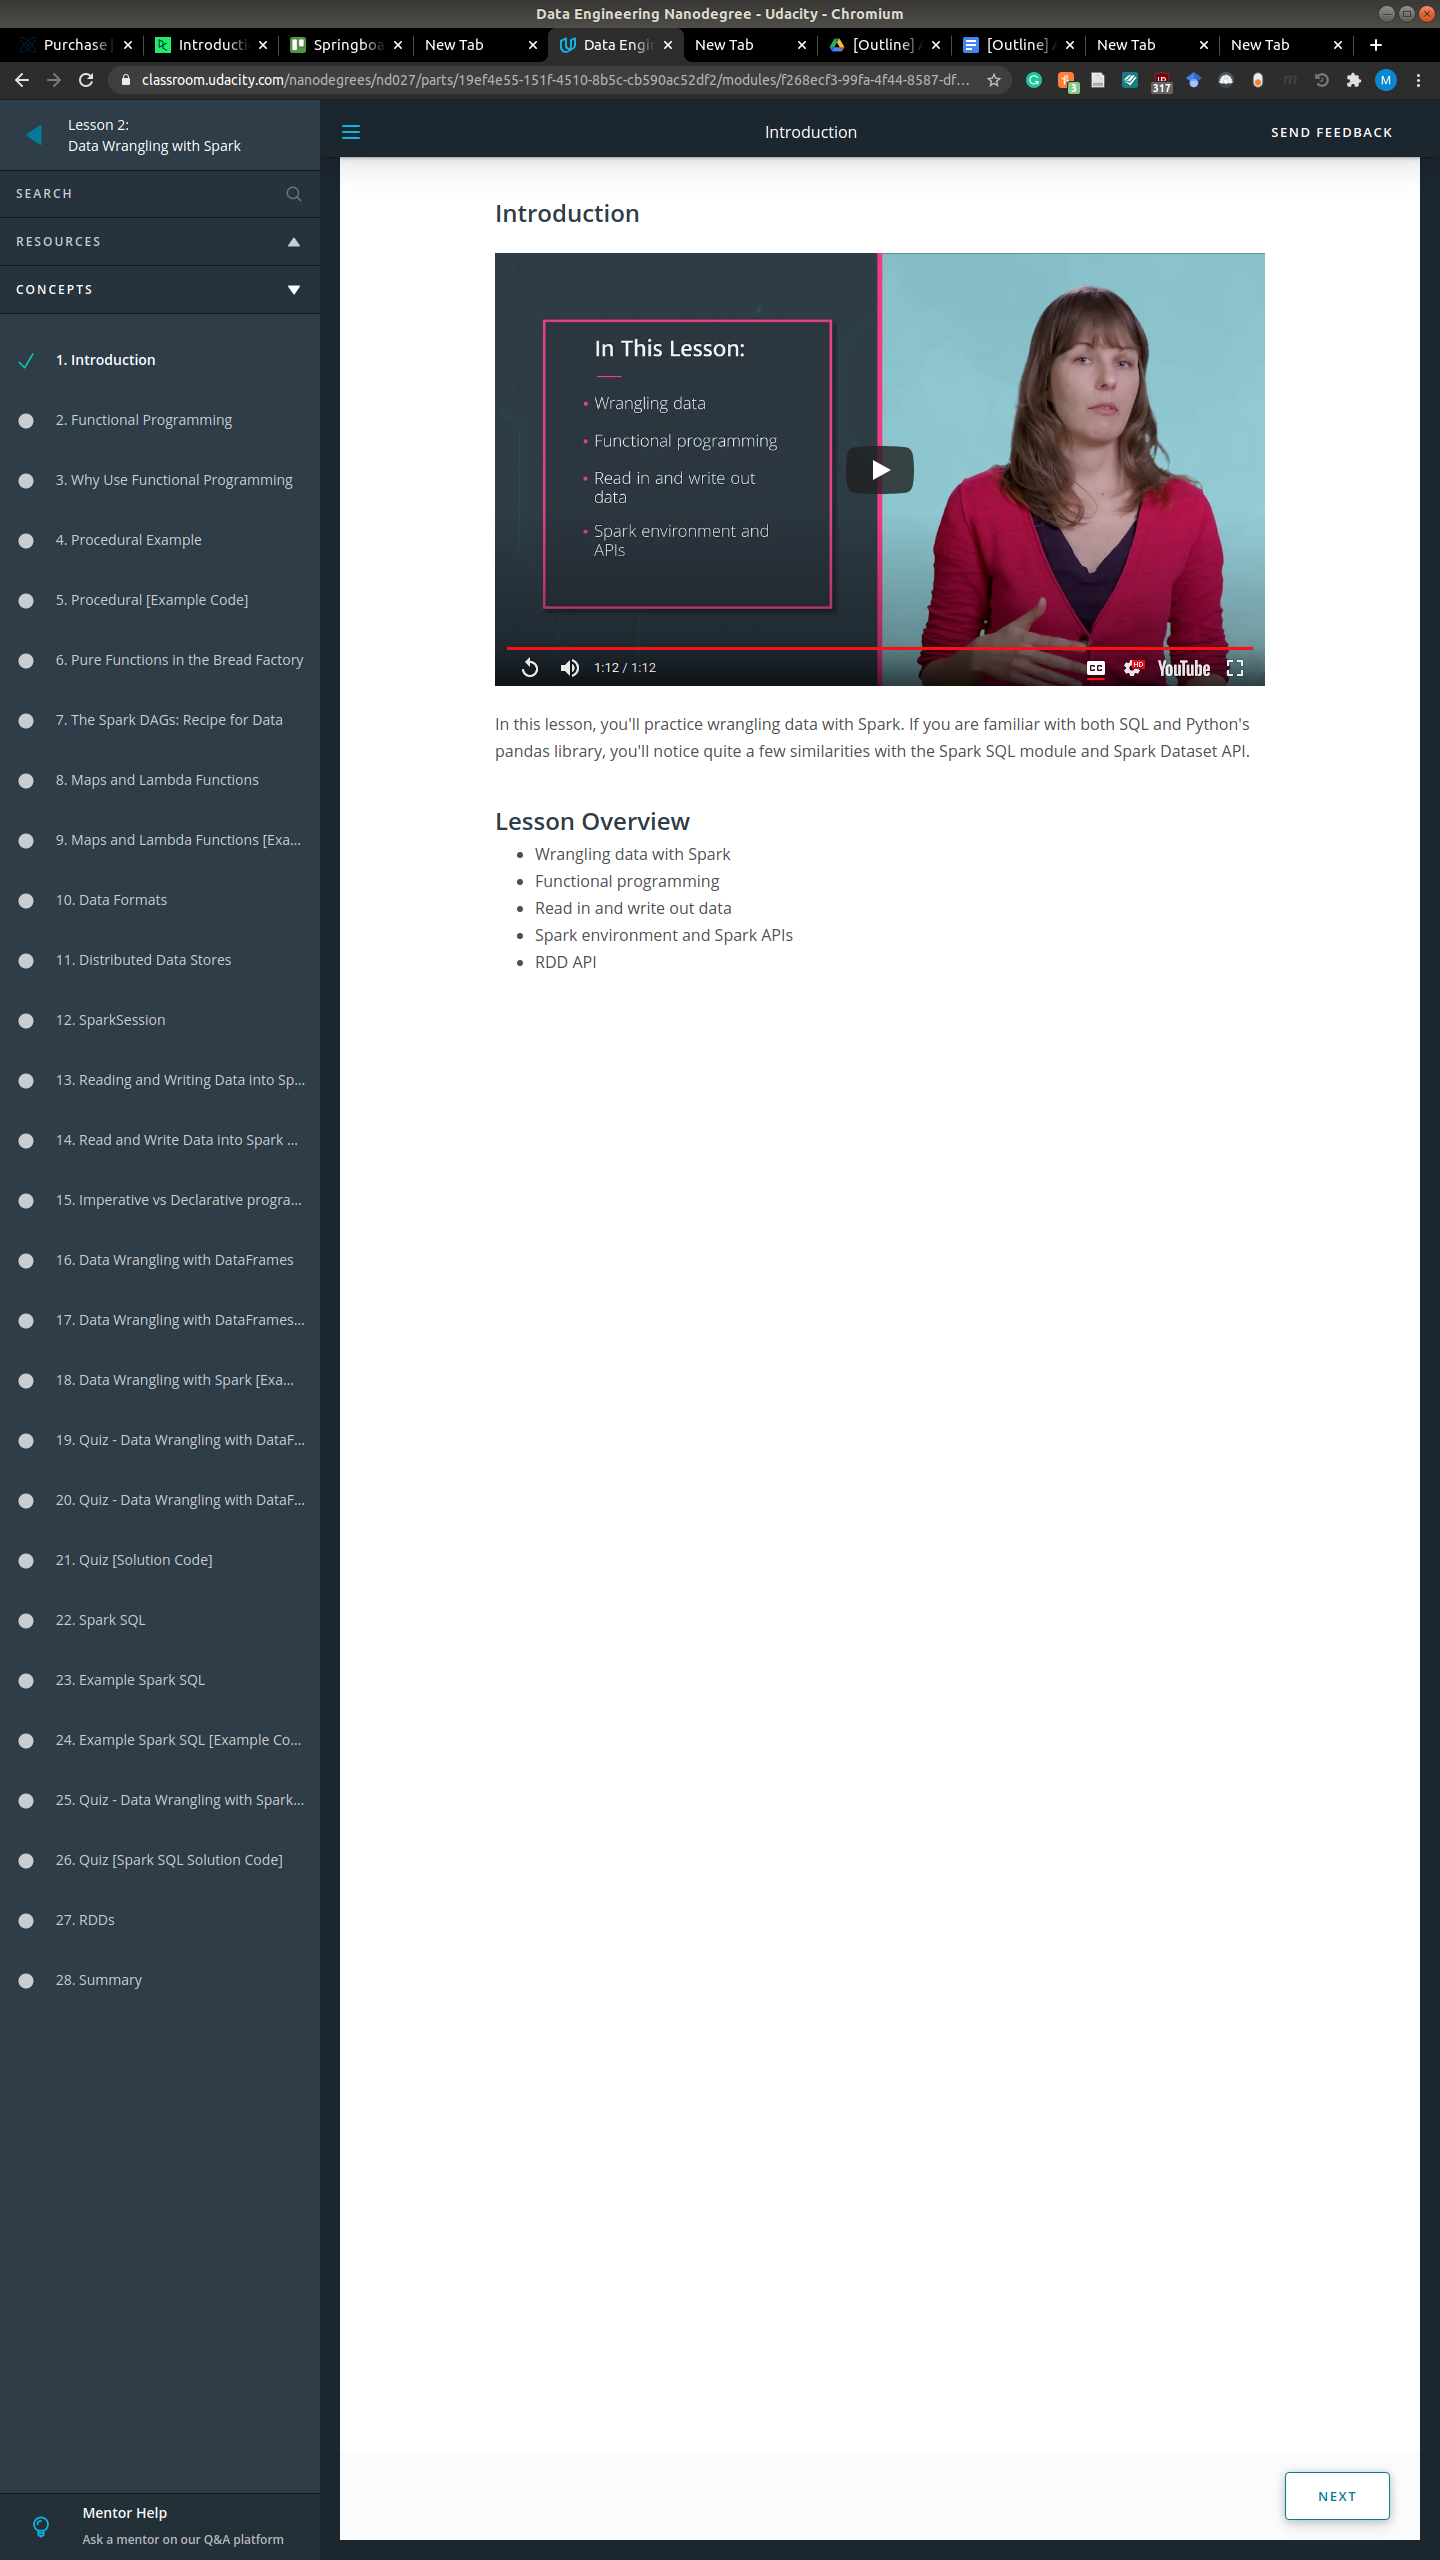 Data Engineering Nanodegree - Udacity - Chromium
Purchase
Introducti
Springboa
New Tab
Data Engin
New Tab
[Outline]
[Outline]
New Tab
New Tab
classroom.udacity.com/nanodegrees/nd027/parts/19ef4e55-151f-4510-8b5c-cb590ac52df2/modules/f268ecf3-99fa-4f44-8587-df...
3
317
M
Lesson 2:
Data Wrangling with Spark
Introduction
SEND FEEDBACK
SEARCH
RESOURCES
CONCEPTS
1. Introduction
2. Functional Programming
3. Why Use Functional Programming
4. Procedural Example
5. Procedural [Example Code]
6. Pure Functions in the Bread Factory
7. The Spark DAGs: Recipe for Data
8. Maps and Lambda Functions
9. Maps and Lambda Functions [Exa...
10. Data Formats
11. Distributed Data Stores
12. SparkSession
13. Reading and Writing Data into Sp...
14. Read and Write Data into Spark ...
15. Imperative vs Declarative progra...
16. Data Wrangling with DataFrames
17. Data Wrangling with DataFrames...
18. Data Wrangling with Spark [Exa...
19. Quiz - Data Wrangling with DataF...
20. Quiz - Data Wrangling with DataF...
21. Quiz [Solution Code]
22. Spark SQL
23. Example Spark SQL
24. Example Spark SQL [Example Co...
25. Quiz - Data Wrangling with Spark...
26. Quiz [Spark SQL Solution Code]
27. RDDs
28. Summary
Mentor Help
Ask a mentor on our Q&A platform
Introduction
In This Lesson:
• Wrangling data
• Functional programming
• Read in and write out
data
• Spark environment and
APIs
1:12 / 1:12
CC
HD
YouTube
In this lesson, you'll practice wrangling data with Spark. If you are familiar with both SQL and Python's
pandas library, you'll notice quite a few similarities with the Spark SQL module and Spark Dataset API.
Lesson Overview
• Wrangling data with Spark
• Functional programming
• Read in and write out data
• Spark environment and Spark APIs
• RDD API
NEXT